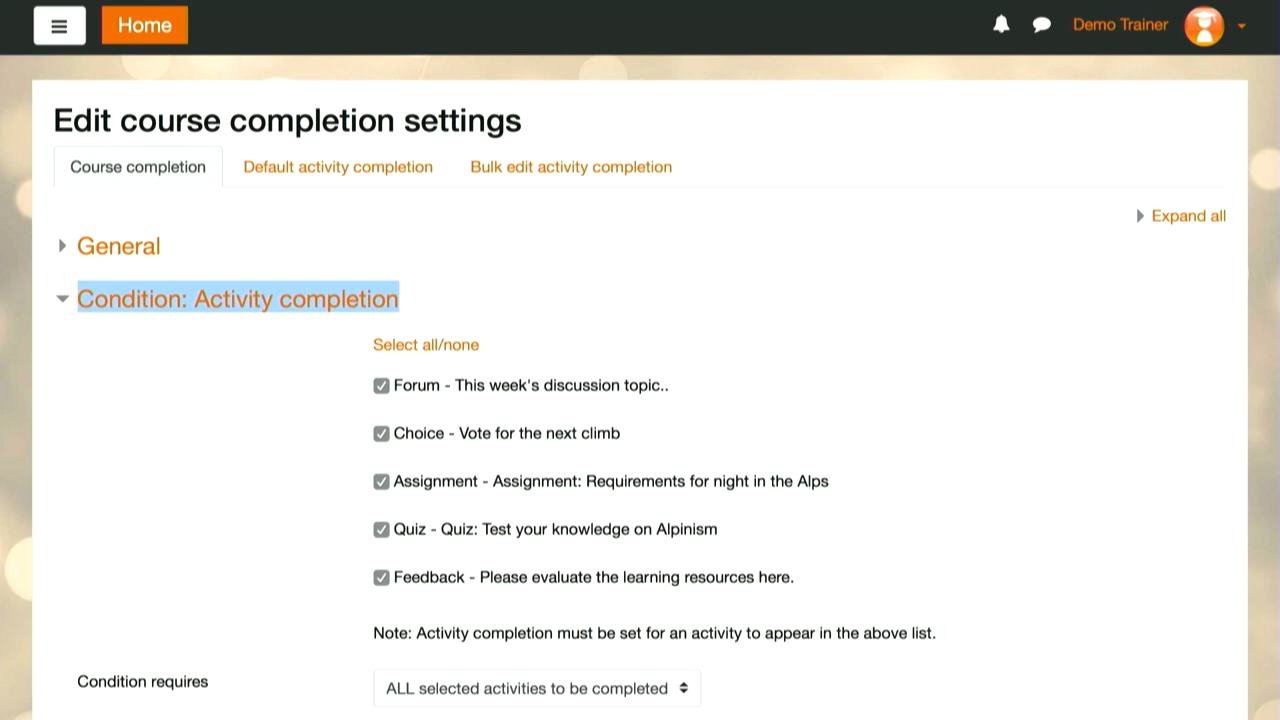 Home
Demo Trainer
Edit course completion settings
Course completion
Default activity completion
Bulk edit activity completion
Expand all
General
Condition: Activity completion
Select all/none
Forum - This week's discussion topic..
Choice - Vote for the next climb
Assignment - Assignment: Requirements for night in the Alps
Quiz - Quiz: Test your knowledge on Alpinism
Feedback - Please evaluate the learning resources here.
Note: Activity completion must be set for an activity to appear in the above list.
Condition requires
ALL selected activities to be completed